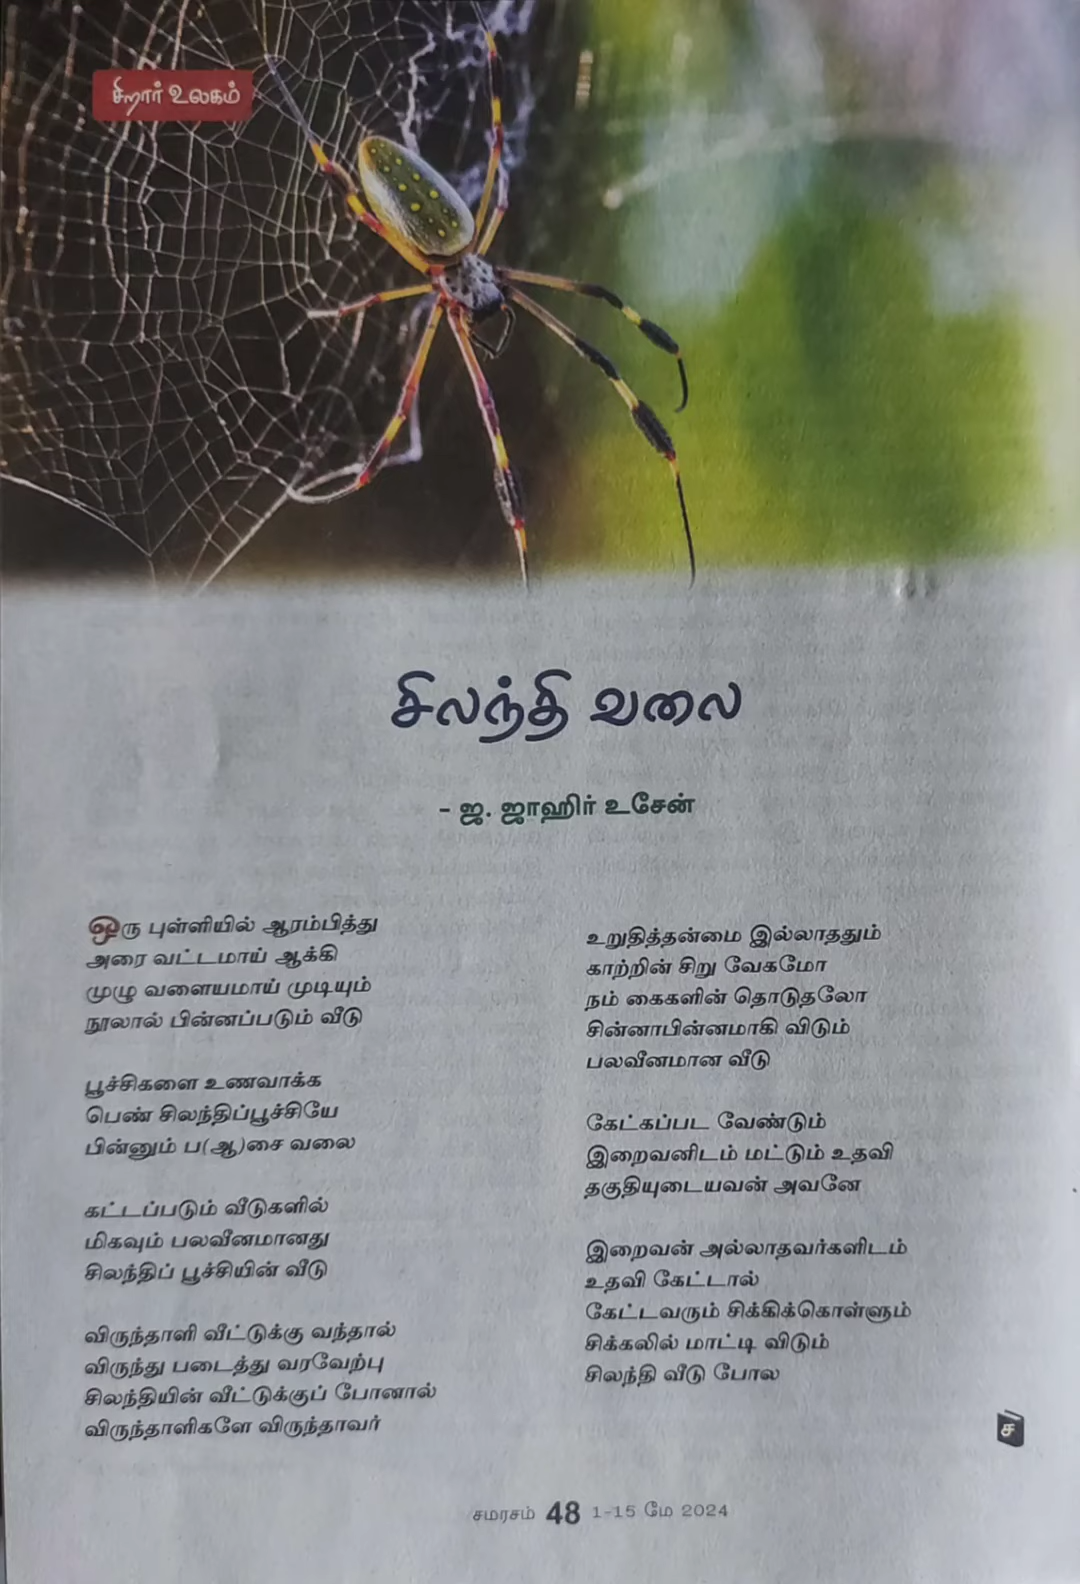 சிறார் உலகம்
சிலந்தி வலை
- ஜ. ஜாஹிர் உசேன்
ஒரு புள்ளியில் ஆரம்பித்து
அரை வட்டமாய் ஆக்கி
முழு வளையமாய் முடியும்
நூலால் பின்னப்படும் வீடு
பூச்சிகளை உணவாக்க
பெண் சிலந்திப்பூச்சியே
பின்னும் ப(ஆ)சை வலை
கட்டப்படும் வீடுகளில்
மிகவும் பலவீனமானது
சிலந்திப் பூச்சியின் வீடு
விருந்தாளி வீட்டுக்கு வந்தால்
விருந்து படைத்து வரவேற்பு
சிலந்தியின் வீட்டுக்குப் போனால்
விருந்தாளிகளே விருந்தாவர்
உறுதித்தன்மை இல்லாததும்
காற்றின் சிறு வேகமோ
நம் கைகளின் தொடுதலோ
சின்னாபின்னமாகி விடும்
பலவீனமான வீடு
கேட்கப்பட வேண்டும்
இறைவனிடம் மட்டும் உதவி
தகுதியுடையவன் அவனே
இறைவன் அல்லாதவர்களிடம்
உதவி கேட்டால்
கேட்டவரும் சிக்கிக்கொள்ளும்
சிக்கலில் மாட்டி விடும்
சிலந்தி வீடு போல
ச
சமரசம் 48 1-15 மே 2024